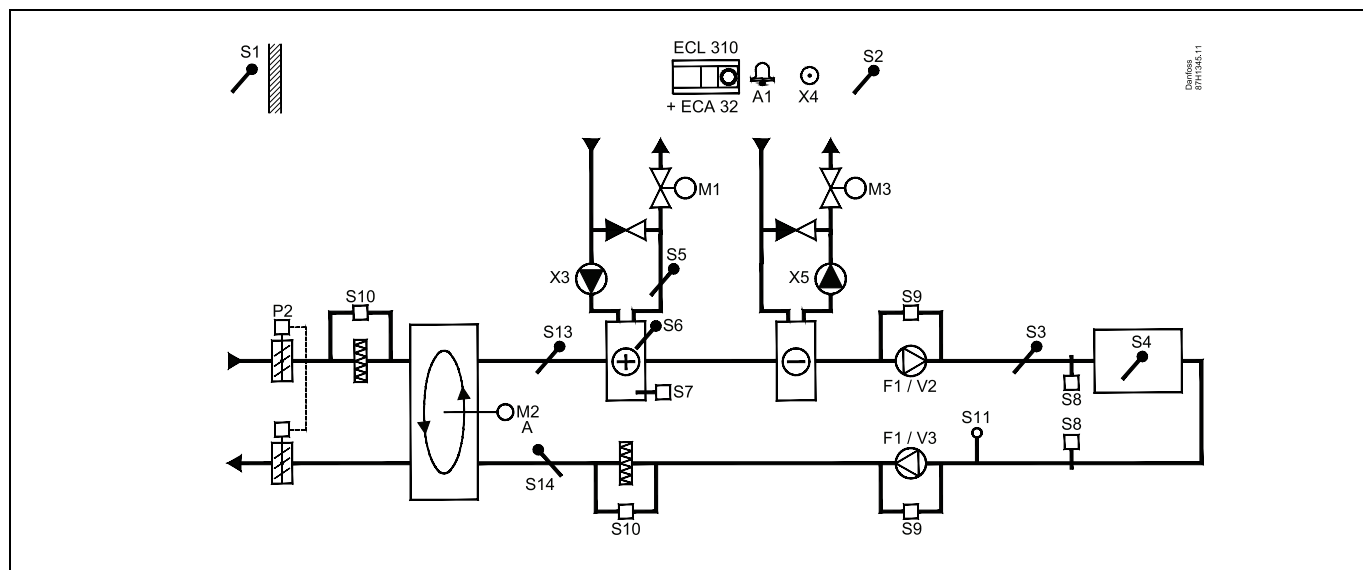 S1
ECL 310
+ ECA 32
A1
X4
S2
Danfoss
87H1345.11
M1
M3
X3
S5
X5
P2
S10
S13
S6
S9
S3
S4
S7
F1 / V2
S8
M2
A
S14
S10
F1 / V3
S11
S8
S9